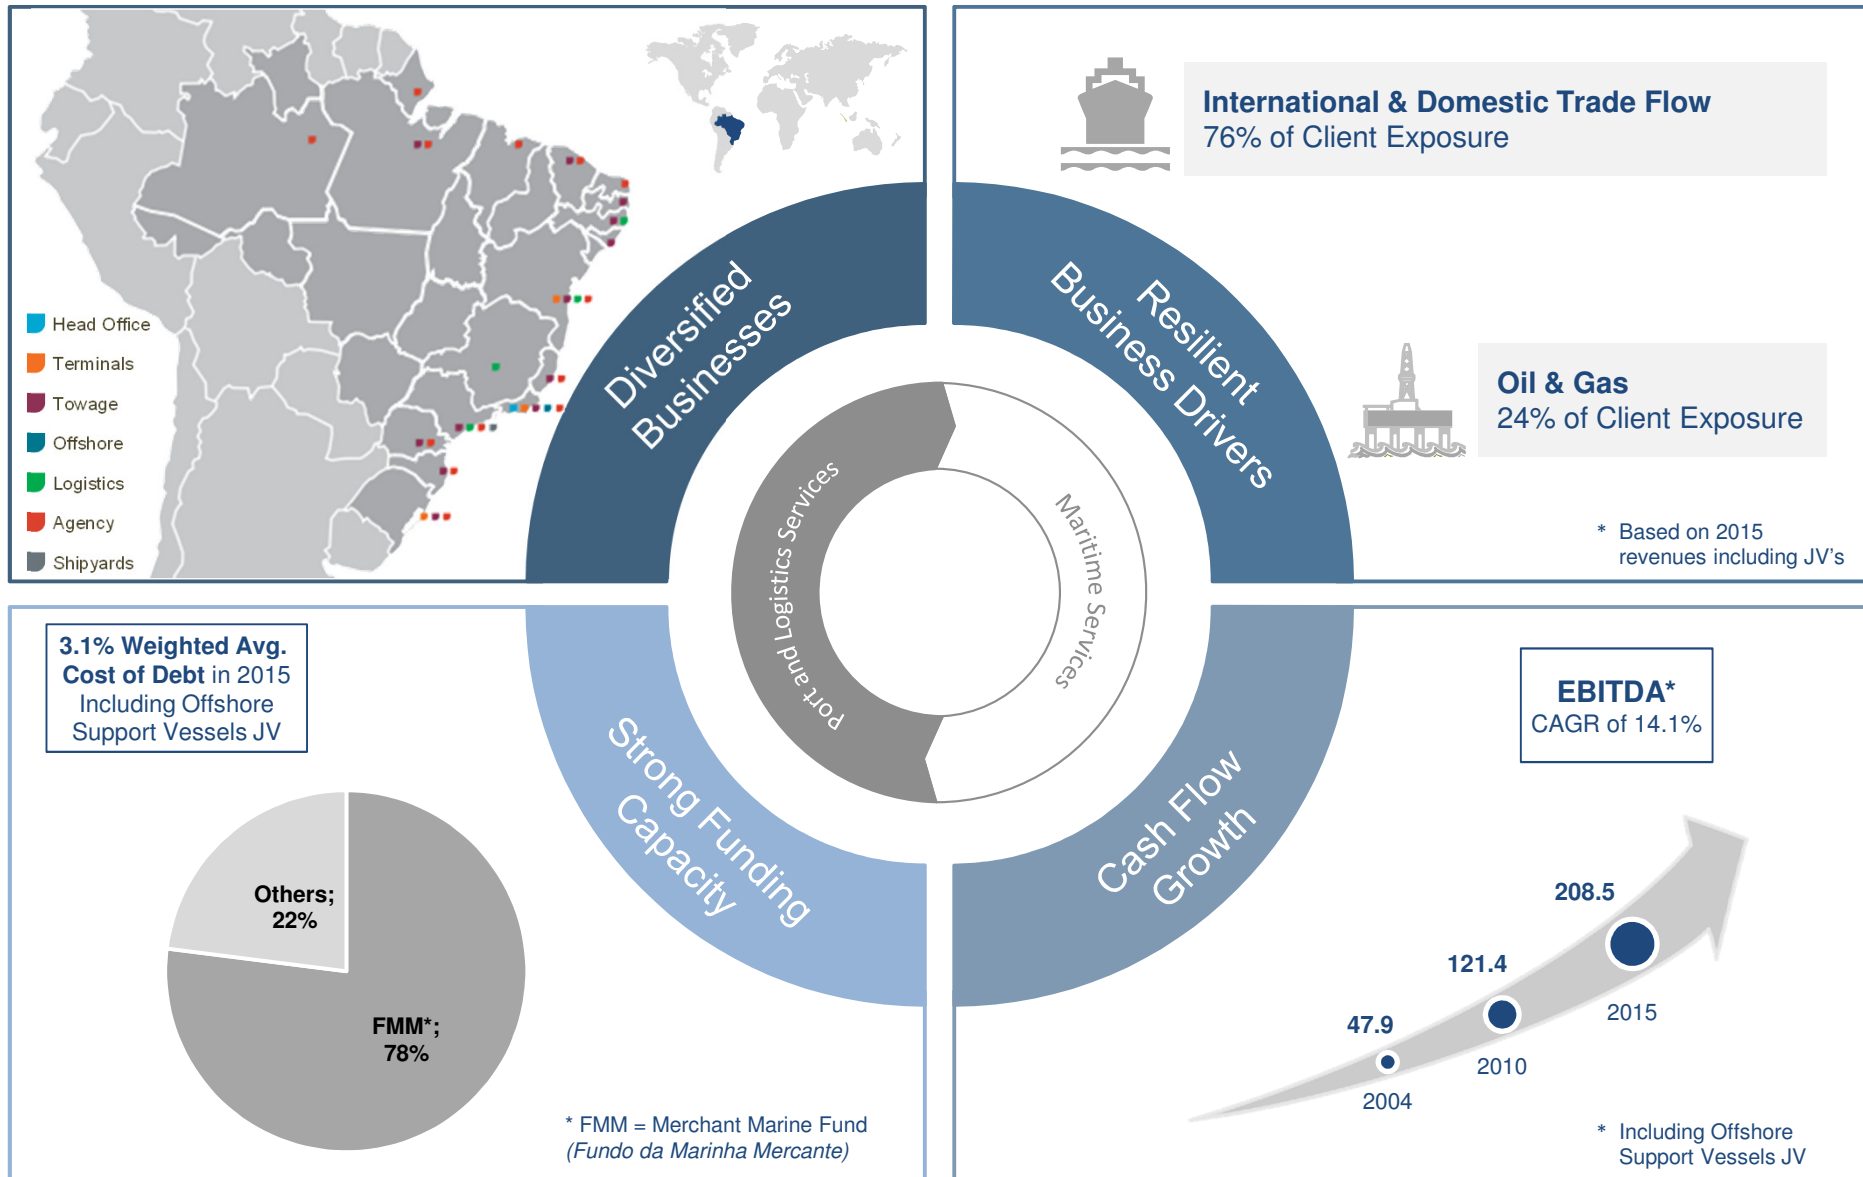 Head Office
Terminals
Towage
Offshore
Logistics
Agency
Shipyards
Diversified
Businesses
International & Domestic Trade Flow
76% of Client Exposure
Oil & Gas
24% of Client Exposure
* Based on 2015
revenues including JV's
Resilient
Business Drivers
Port and Logistics Services
Maritime Services
3.1% Weighted Avg.
Cost of Debt in 2015
Including Offshore
Support Vessels JV
Others;
22%
FMM*;
78%
* FMM = Merchant Marine Fund
(Fundo da Marinha Mercante)
Strong Funding
Capacity
Cash Flow
Growth
EBITDA*
CAGR of 14.1%
208.5
121.4
47.9
2015
2010
2004
* Including Offshore
Support Vessels JV